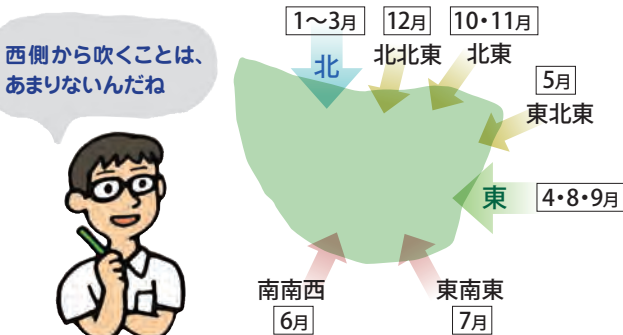 西側から吹くことは、
あまりないんだね
1〜3月
北
12月
北北東
10・11月
北東
5月
東北東
東
4・8・9月
南南西
6月
東南東
7月